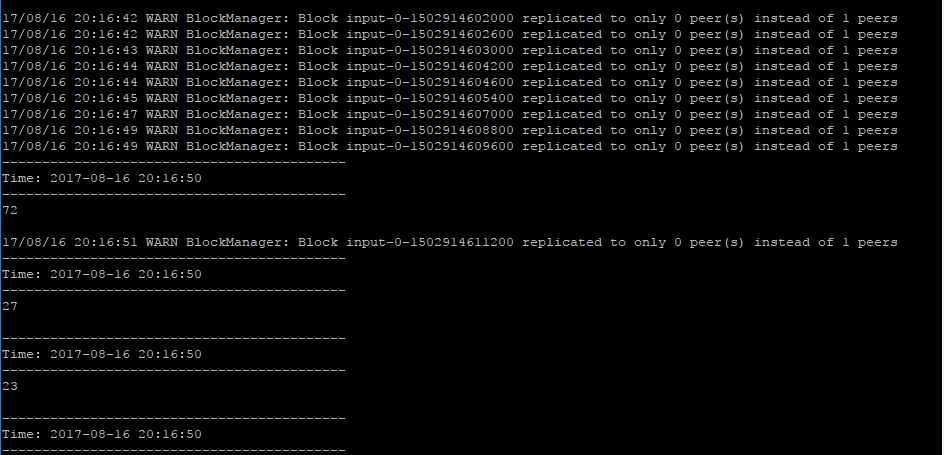 17/08/16 20:16:42 WARN BlockManager: Block input-0-1502914602000 replicated to only 0 peer(s) instead of 1 peers
17/08/16 20:16:42 WARN BlockManager: Block input-0-1502914602600 replicated to only 0 peer(s) instead of 1 peers
17/08/16 20:16:43 WARN BlockManager: Block input-0-1502914603000 replicated to only 0 peer(s) instead of 1 peers
17/08/16 20:16:44 WARN BlockManager: Block input-0-1502914604200 replicated to only 0 peer(s) instead of 1 peers
17/08/16 20:16:44 WARN BlockManager: Block input-0-1502914604600 replicated to only 0 peer(s) instead of 1 peers
17/08/16 20:16:45 WARN BlockManager: Block input-0-1502914605400 replicated to only 0 peer(s) instead of 1 peers
17/08/16 20:16:47 WARN BlockManager: Block input-0-1502914607000 replicated to only 0 peer(s) instead of 1 peers
17/08/16 20:16:49 WARN BlockManager: Block input-0-1502914608800 replicated to only 0 peer(s) instead of 1 peers
17/08/16 20:16:49 WARN BlockManager: Block input-0-1502914609600 replicated to only 0 peer(s) instead of 1 peers
-------------------------------------------
Time: 2017-08-16 20:16:50
-------------------------------------------
72
17/08/16 20:16:51 WARN BlockManager: Block input-0-1502914611200 replicated to only 0 peer(s) instead of 1 peers
-------------------------------------------
Time: 2017-08-16 20:16:50
-------------------------------------------
27
-------------------------------------------
Time: 2017-08-16 20:16:50
-------------------------------------------
23
-------------------------------------------
Time: 2017-08-16 20:16:50
-------------------------------------------